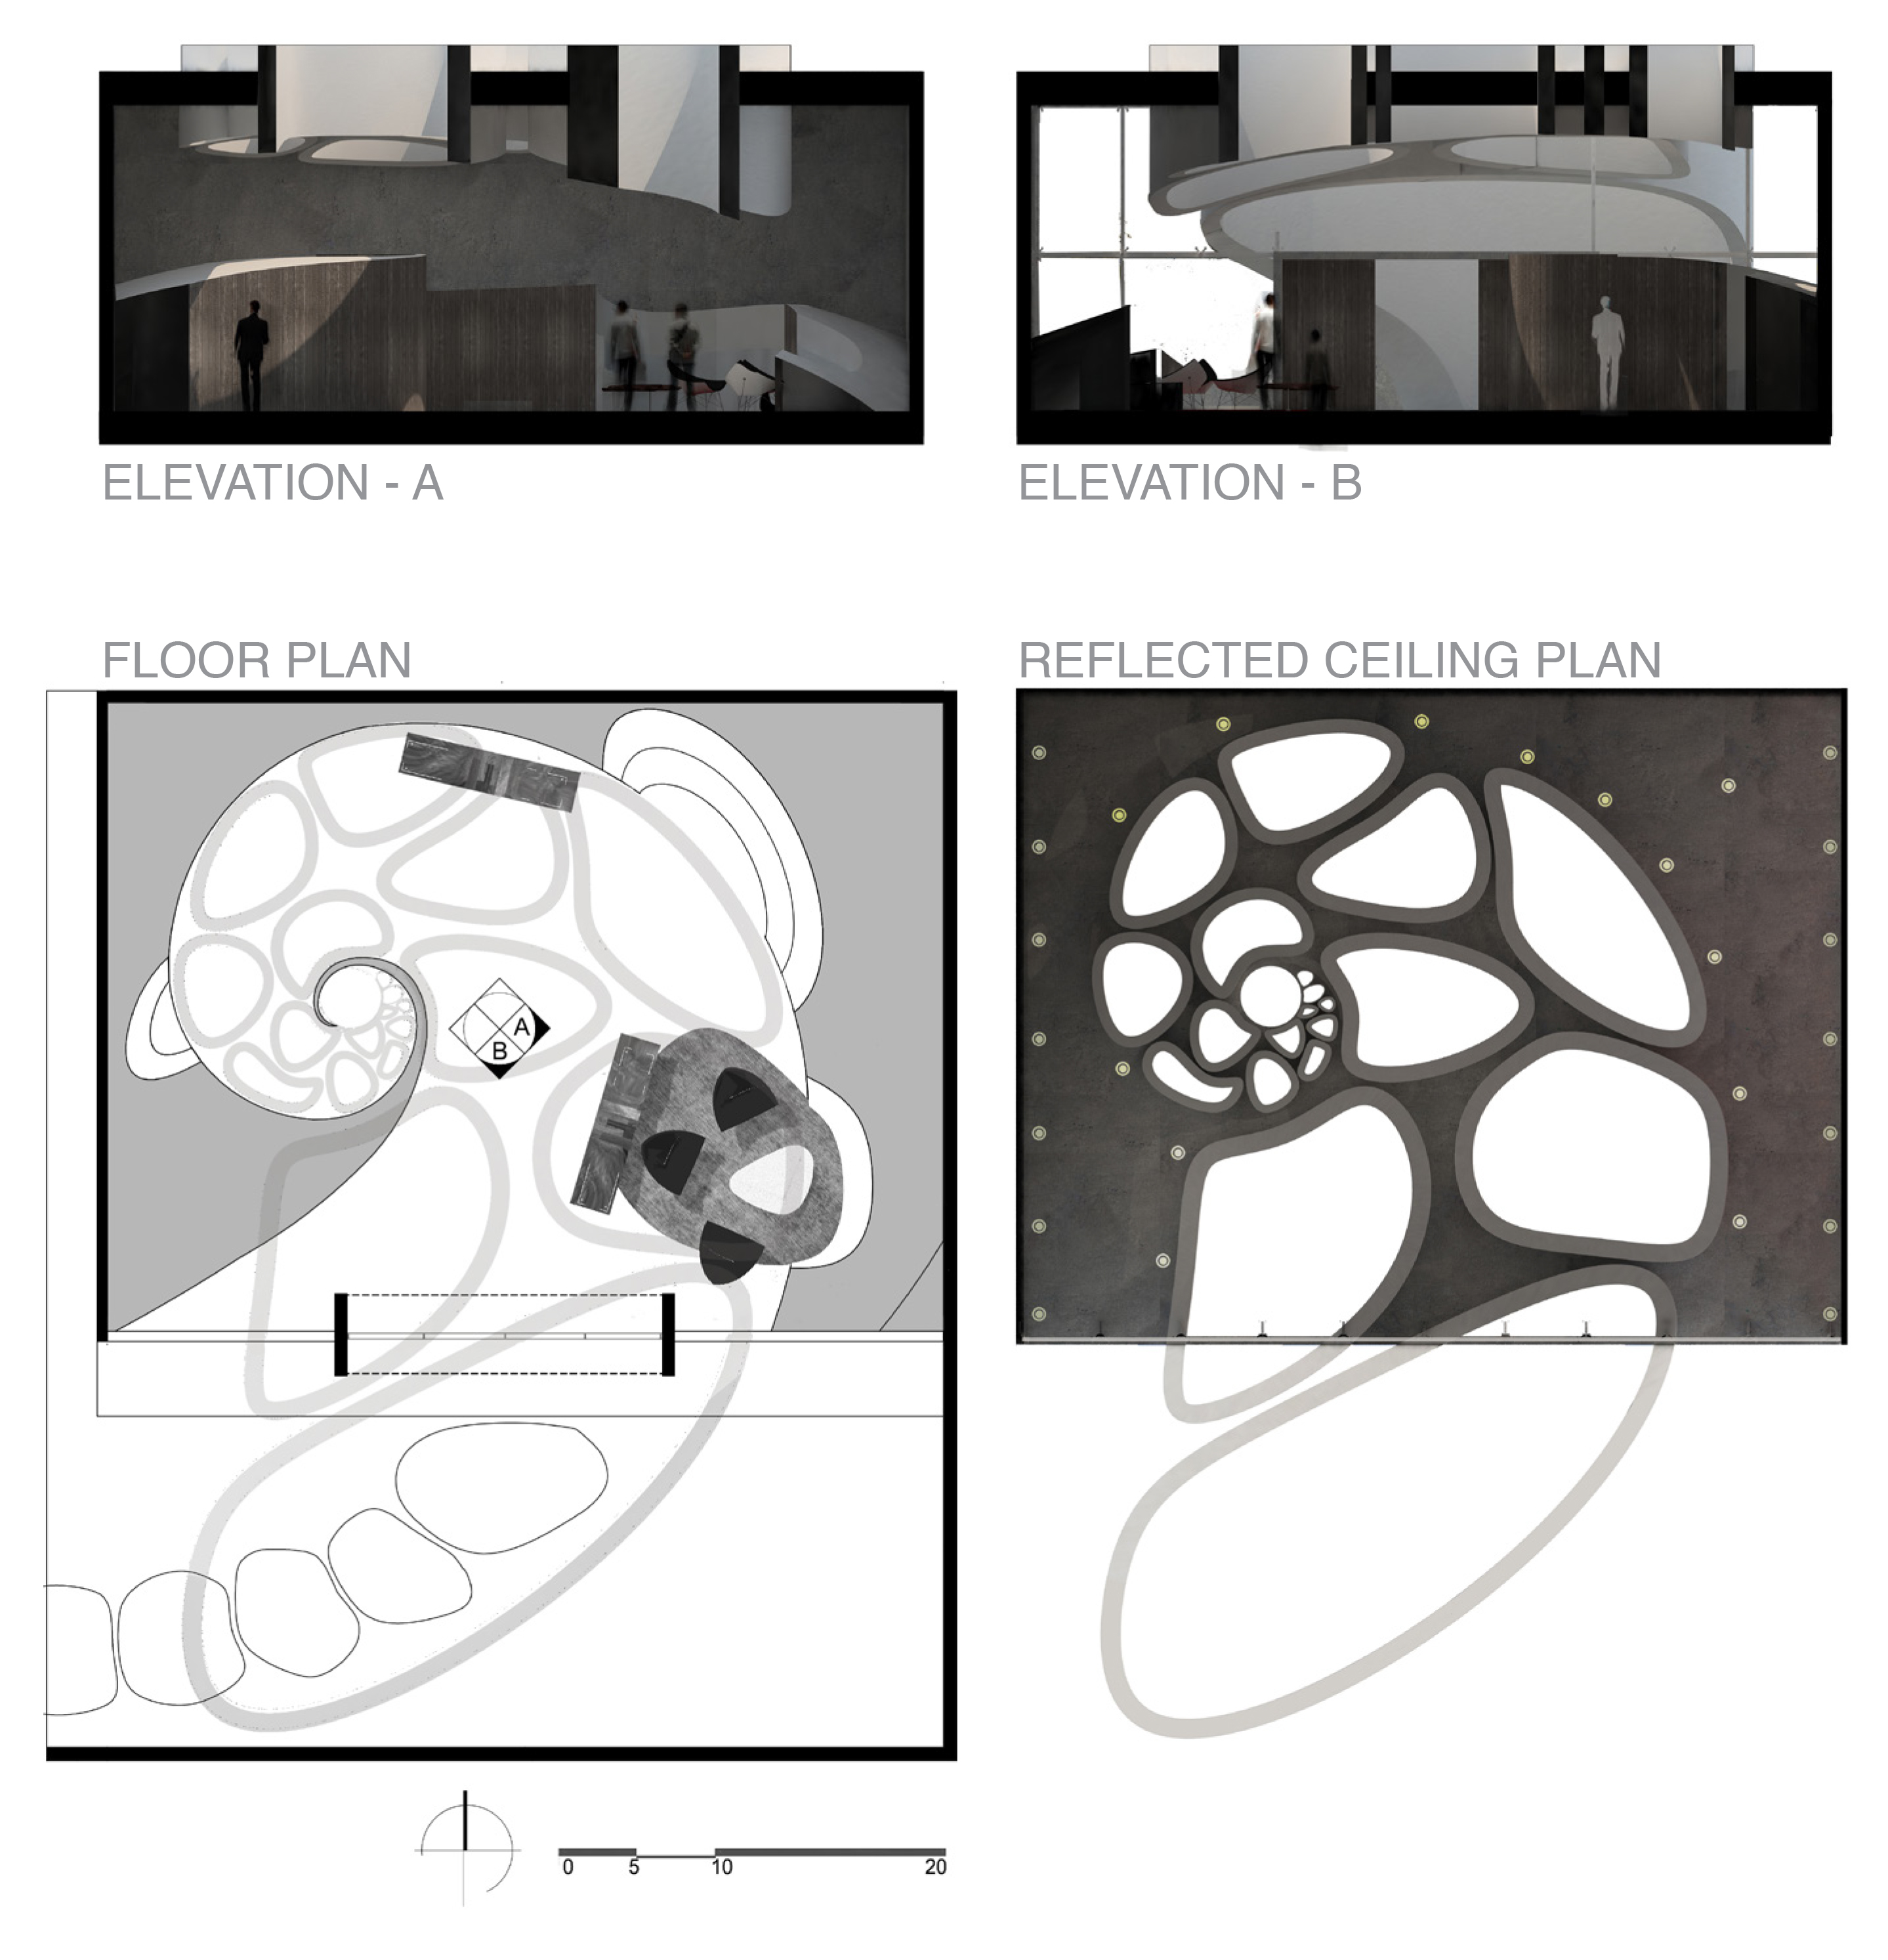 ELEVATION - A
ELEVATION - B
FLOOR PLAN
REFLECTED CEILING PLAN
A
B
0 5 10 20